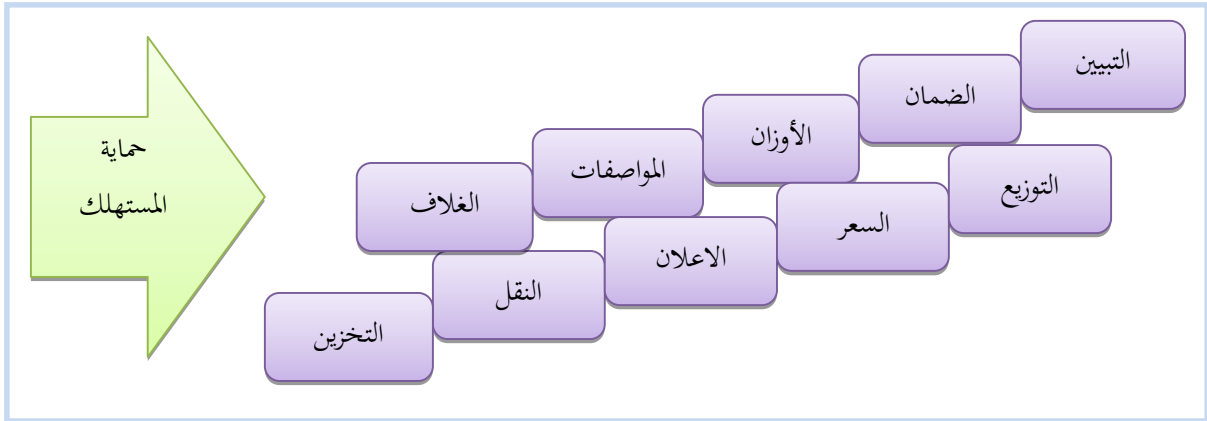 التبيين
الضمان
الأوزان
المواصفات
الغلاف
التوزيع
السعر
الاعلان
النقل
التخزين
حماية
المستهلك